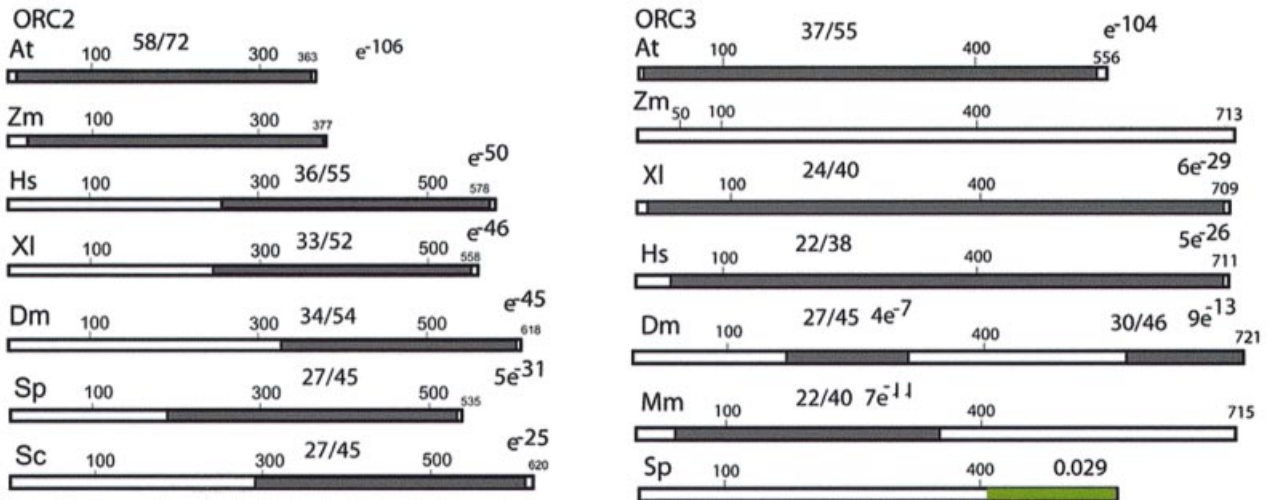 ORC2
At 100 58/72 300 363 e-106
Zm 100 300 377
Hs 100 300 36/55 500 578 e-50
Xl 100 300 33/52 500 558 e-46
Dm 100 300 34/54 500 618 e-45
Sp 100 300 27/45 500 535 5e-31
Sc 100 300 27/45 500 620 e-25
ORC3
At 100 37/55 400 556 e-104
Zm 50 100 400 713
Xl 100 24/40 400 709 6e-29
Hs 100 22/38 400 711 5e-26
Dm 100 27/45 4e-7 400 30/46 9e-13 721
Mm 100 22/40 7e-11 400 715
Sp 100 400 0.029